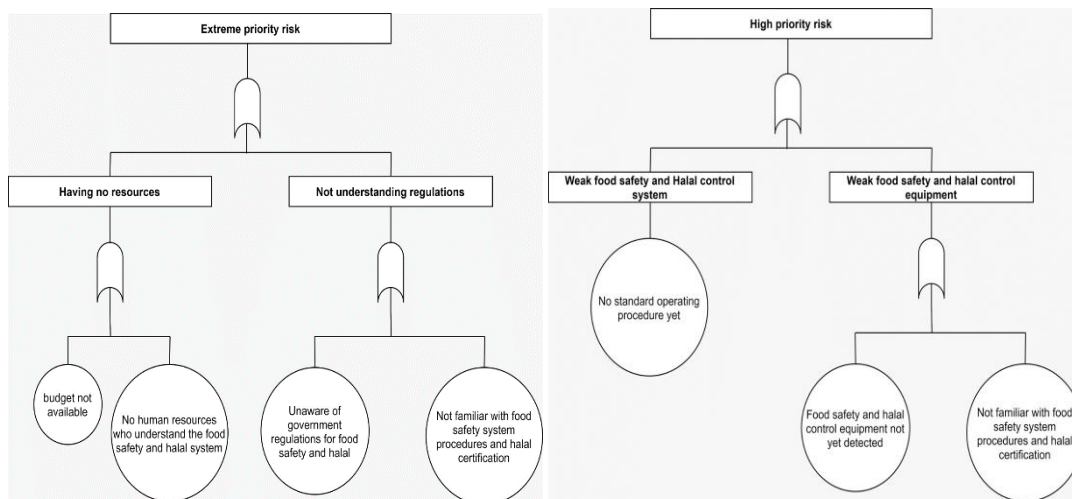 Extreme priority risk
Having no resources
Not understanding regulations
budget not
available
No human resources
who understand the food
safety and halal system
Unaware of
government
regulations for food
safety and halal
Not familiar with food
safety system
procedures and halal
certification
High priority risk
Weak food safety and Halal control
system
Weak food safety and halal control
equipment
No standard operating
procedure yet
Food safety and halal
control equipment not
yet detected
Not familiar with food
safety system
procedures and halal
certification